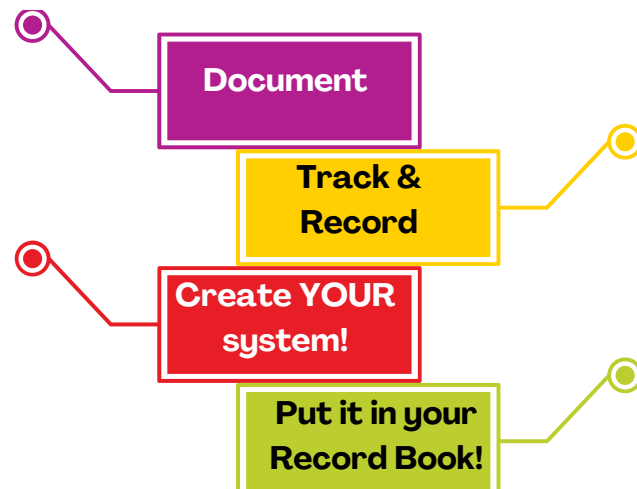 Document
Track &
Record
Create YOUR
system!
Put it in your
Record Book!